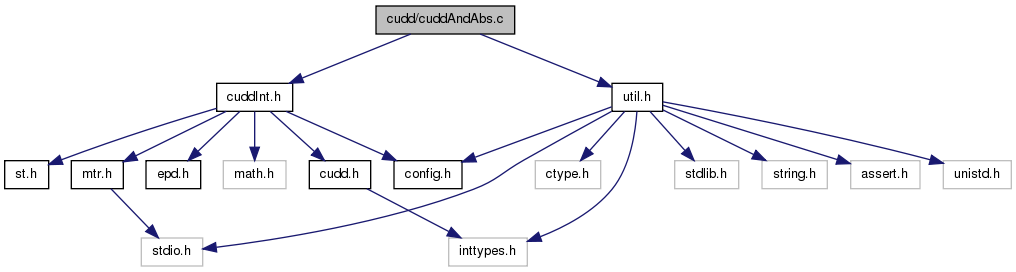 cudd/cuddAndAbs.c
cuddInt.h
util.h
st.h
mtr.h
epd.h
math.h
cudd.h
config.h
ctype.h
stdlib.h
string.h
assert.h
unistd.h
stdio.h
inttypes.h